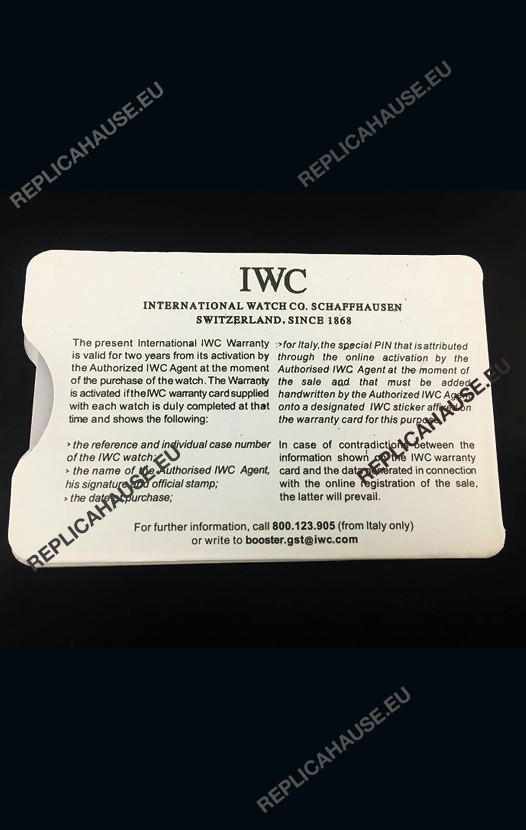 REPLICAHAUSE.EU
REPLICAHAUSE.EU
IWC
INTERNATIONAL WATCH CO. SCHAFFHAUSEN
SWITZERLAND, SINCE 1868
The present International IWC Warranty
is valid for two years from its activation by
the Authorized IWC Agent at the moment
of the purchase of the watch. The Warranty
is activated if the IWC warranty card supplied
with each watch is duly completed at that
time and shows the following:
› the reference and individual case number
of the IWC watch;
› the name of the Authorised IWC Agent,
his signature and official stamp;
› the date of purchase;
›for Italy, the special PIN that is attributed
through the online activation by the
Authorised IWC Agent at the moment of
the sale and that must be added
handwritten by the Authorized IWC Agent
onto a designated IWC sticker affixed on
the warranty card for this purpose.
In case of contradictions between the
information shown on the IWC warranty
card and the data generated in connection
with the online registration of the sale,
the latter will prevail.
For further information, call 800.123.905 (from Italy only)
or write to booster.gst@iwc.com
REPLICAHAUSE.EU
REPLICAHAUSE.EU
REPLICAHAUSE.EU